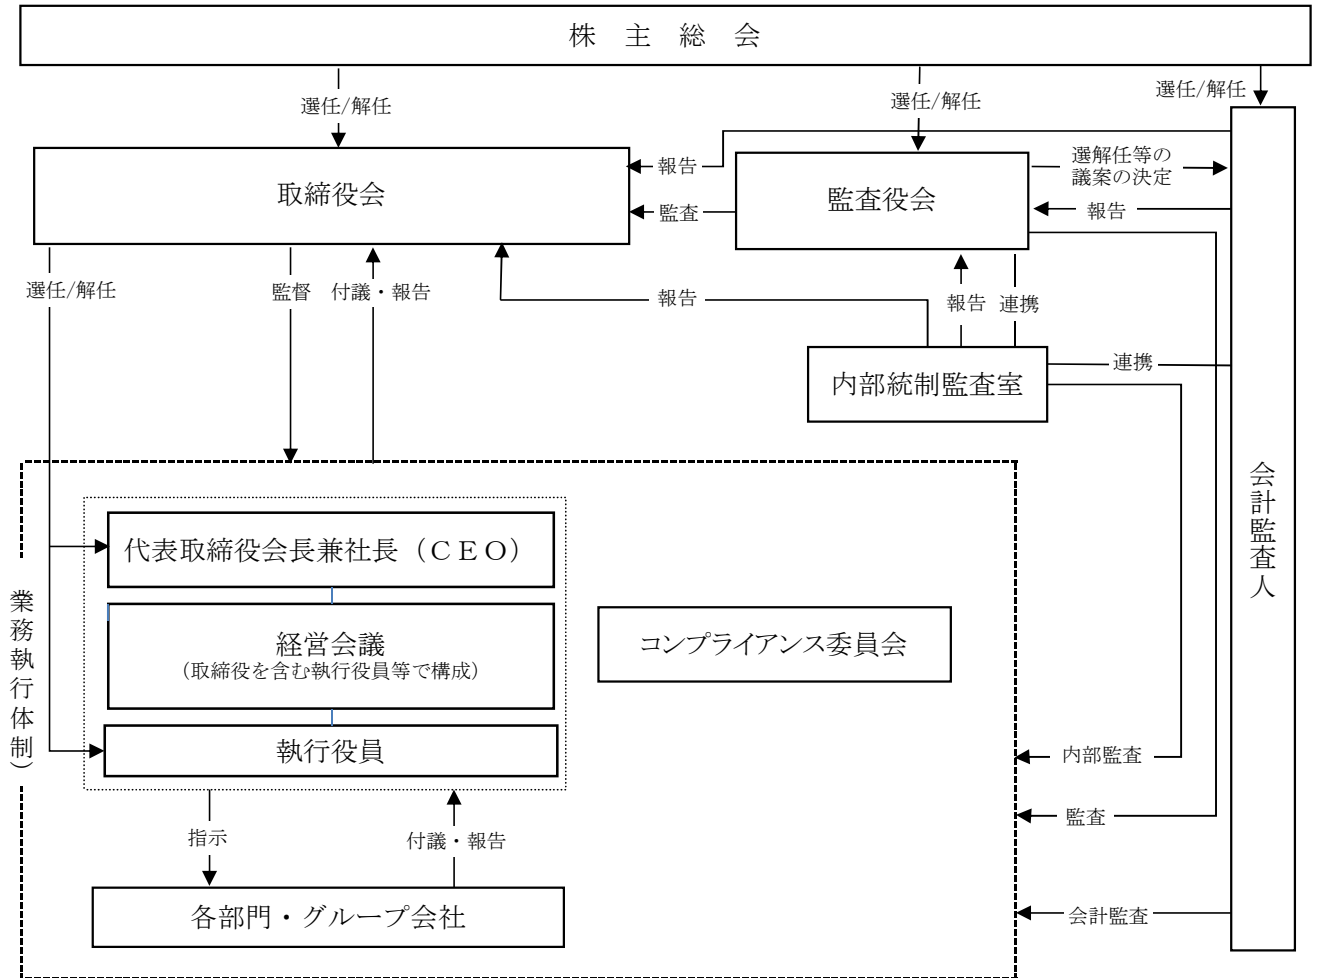 株 主 総 会
選任/解任
選任/解任
選任/解任
取締役会
報告
監査
監査役会
選解任等の
議案の決定
報告
選任/解任
監督
付議・報告
報告
報告
連携
内部統制監査室
連携
会計監査人
業務執行体制）
代表取締役会長兼社長（ＣＥＯ）
経営会議
（取締役を含む執行役員等で構成）
執行役員
コンプライアンス委員会
内部監査
監査
会計監査
指示
付議・報告
各部門・グループ会社